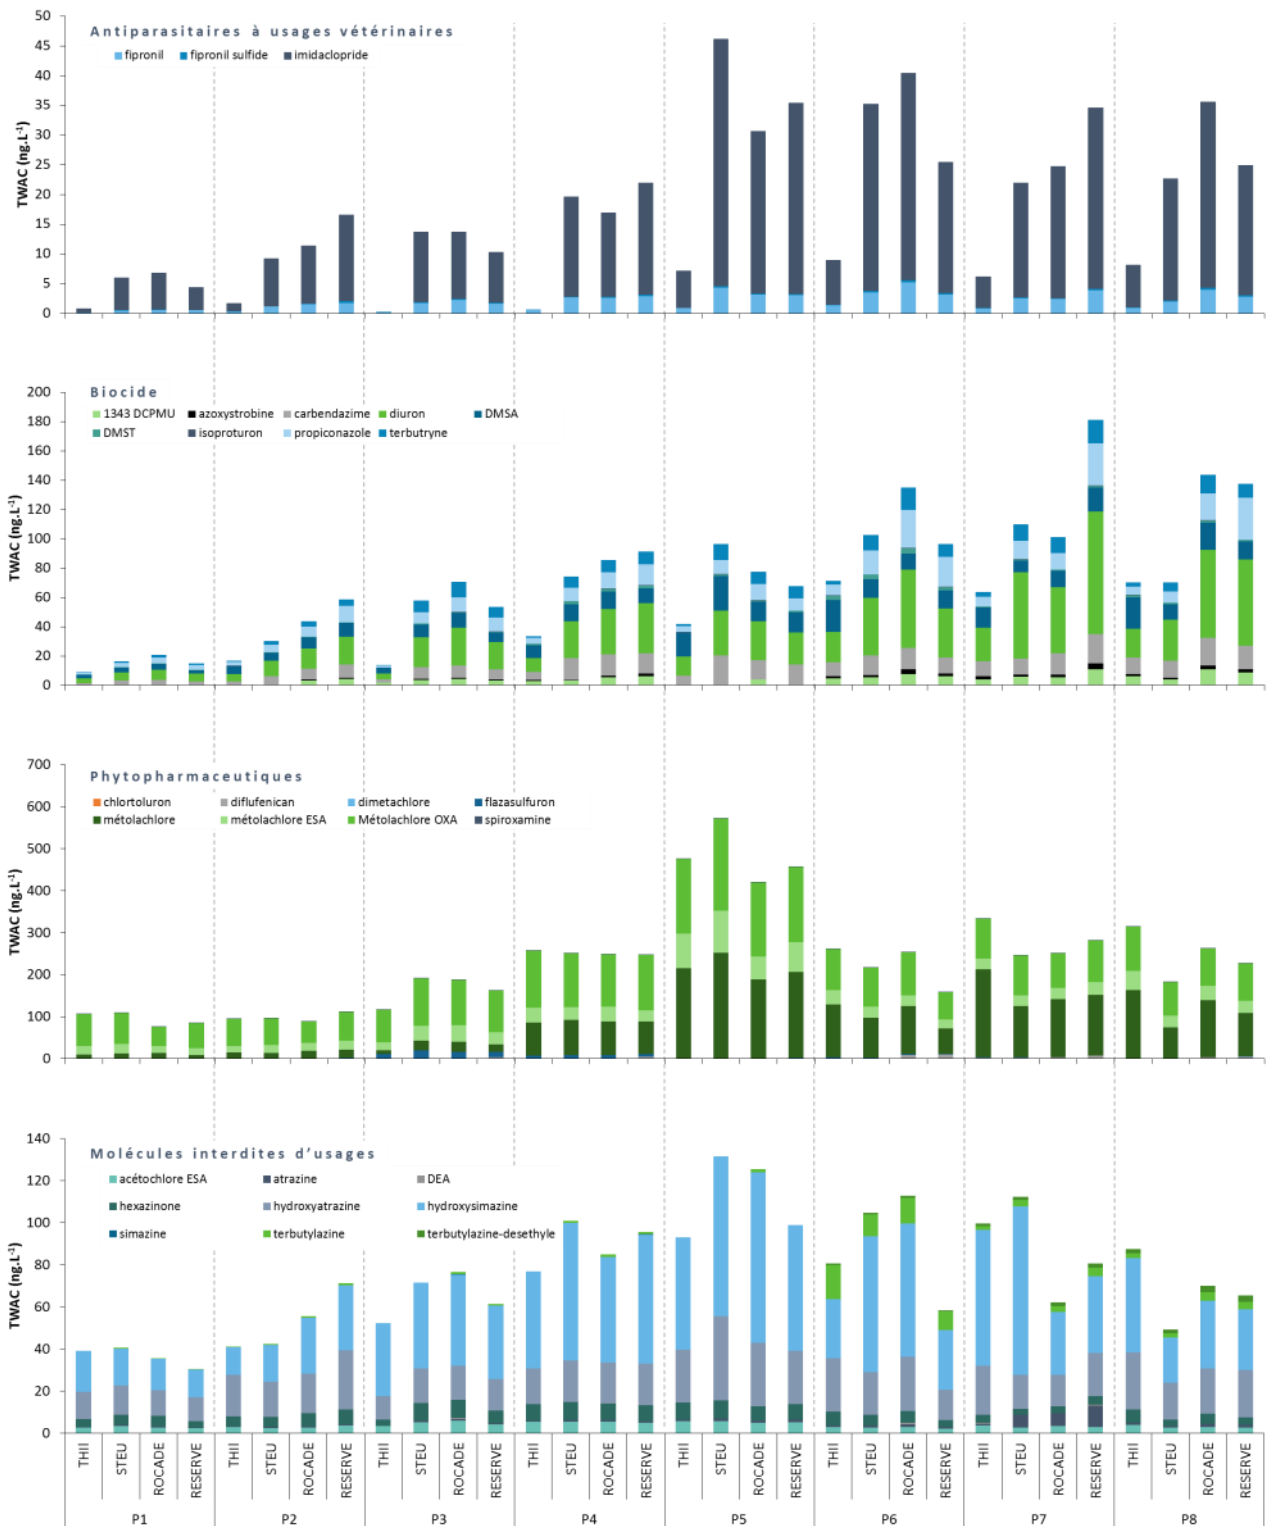 Antiparasitaires à usages vétérinaires
fipronil fipronil sulfide imidaclopride
TWAC (ng.L-1)
50
45
40
35
30
25
20
15
10
5
0
Biocide
1343 DCPMU azoxystrobine carbendazime diuron DMSA
DMST isoproturon propiconazole terbutryne
TWAC (ng.L-1)
200
180
160
140
120
100
80
60
40
20
0
Phytopharmaceutiques
chlortoluron diflufenican dimetachlore flazasulfuron
métolachlore métolachlore ESA Métolachlore OXA spiroxamine
TWAC (ng.L-1)
700
600
500
400
300
200
100
0
Molécules interdites d'usages
acétochlore ESA atrazine DEA
hexazinone hydroxyatrazine hydroxysimazine
simazine terbutylazine terbutylazine-desethyle
TWAC (ng.L-1)
140
120
100
80
60
40
20
0
THII STEU ROCADE RESERVE THII STEU ROCADE RESERVE THII STEU ROCADE RESERVE THII STEU ROCADE RESERVE THII STEU ROCADE RESERVE THII STEU ROCADE RESERVE THII STEU ROCADE RESERVE THII STEU ROCADE RESERVE
P1 P2 P3 P4 P5 P6 P7 P8